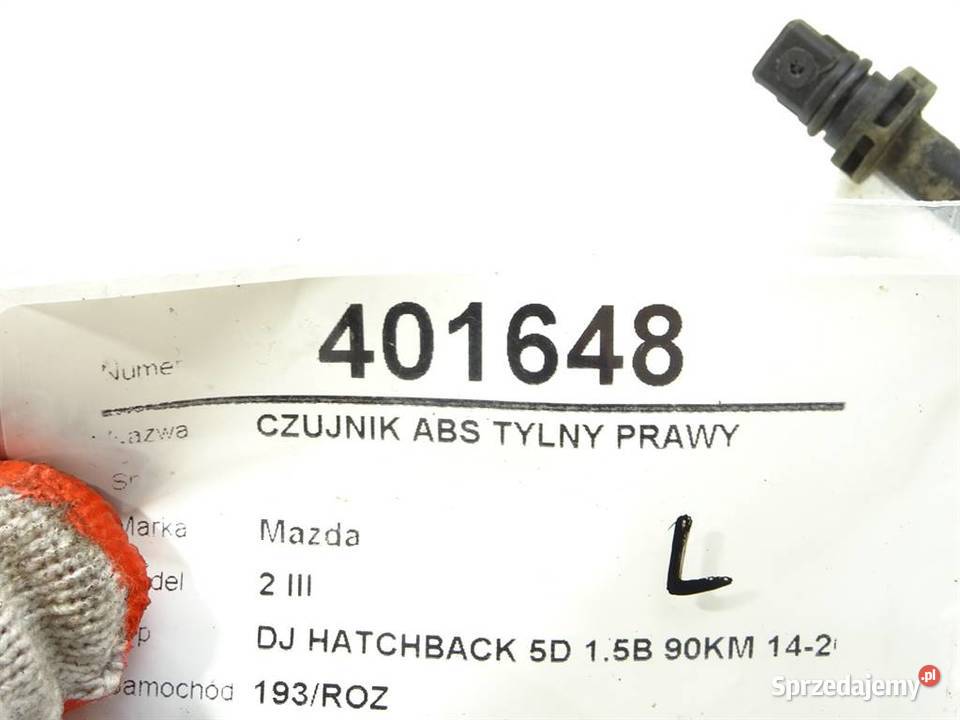 Numer 401648
Nazwa CZUJNIK ABS TYLNY PRAWY
Marka Mazda
2 III
L
DJ HATCHBACK 5D 1.5B 90KM 14-2
Samochód 193/ROZ
Sprzedajemy.pl